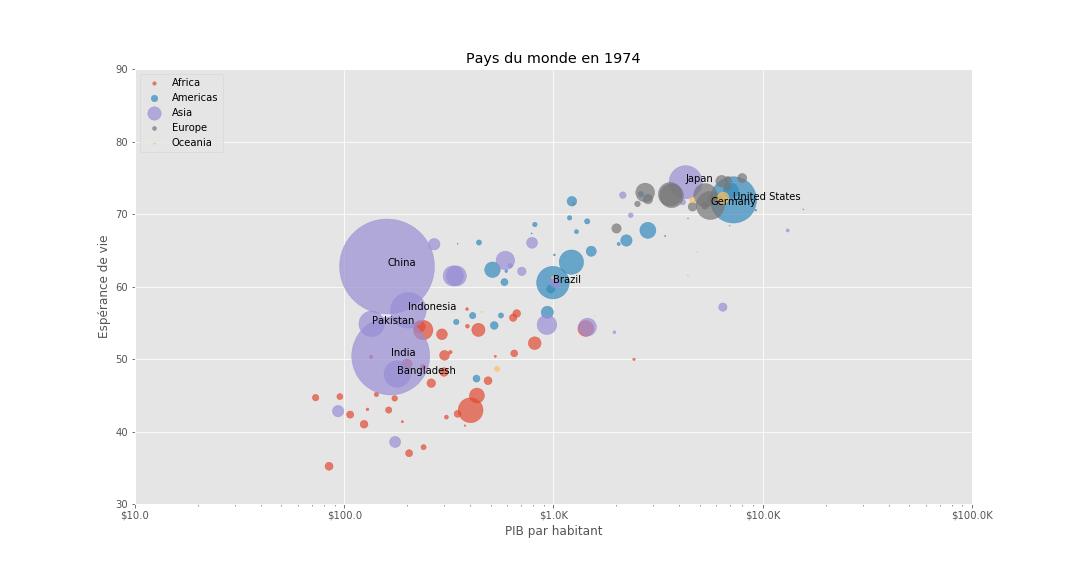 Pays du monde en 1974
90
80
70
60
50
40
30
Espérance de vie
Africa
Americas
Asia
Europe
Oceania
Japan
United States
Germany
China
Brazil
Indonesia
Pakistan
India
Bangladesh
$10.0
$100.0
$1.0K
$10.0K
$100.0K
PIB par habitant